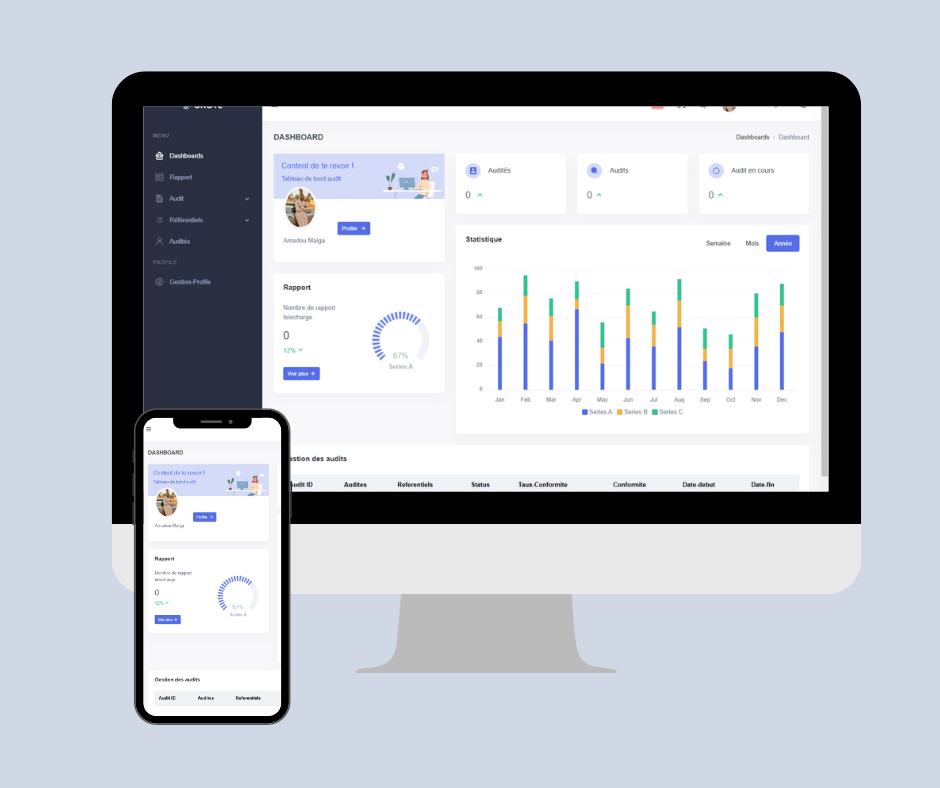 MENU
Dashboards
Rapport
Audit
Référentiels
Audités
PROFILE
Gestion-Profile
DASHBOARD
Dashboards / Dashboard
Content de te revoir !
Tableau de bord audit
Profile →
Amadou Maiga
Audités
0
Audits
0
Audit en cours
0
Rapport
Nombre de rapport
telecharge
0
12%
Voir plus →
67%
Series A
Statistique
Semaine
Mois
Année
100
80
60
40
20
0
Jan Feb Mar Apr May Jun Jul Aug Sep Oct Nov Dec
Series A Series B Series C
estion des audits
udit ID Audites Referentiels Status Taux-Conformite Conformite Date-debut Date-fin
DASHBOARD
Content de te revoir !
Tableau de bord audit
Profile →
Amadou Maiga
Rapport
Nombre de rapport
telecharge
0
12%
Voir plus →
67%
Series A
Gestion des audits
Audit ID Audites Referentiels